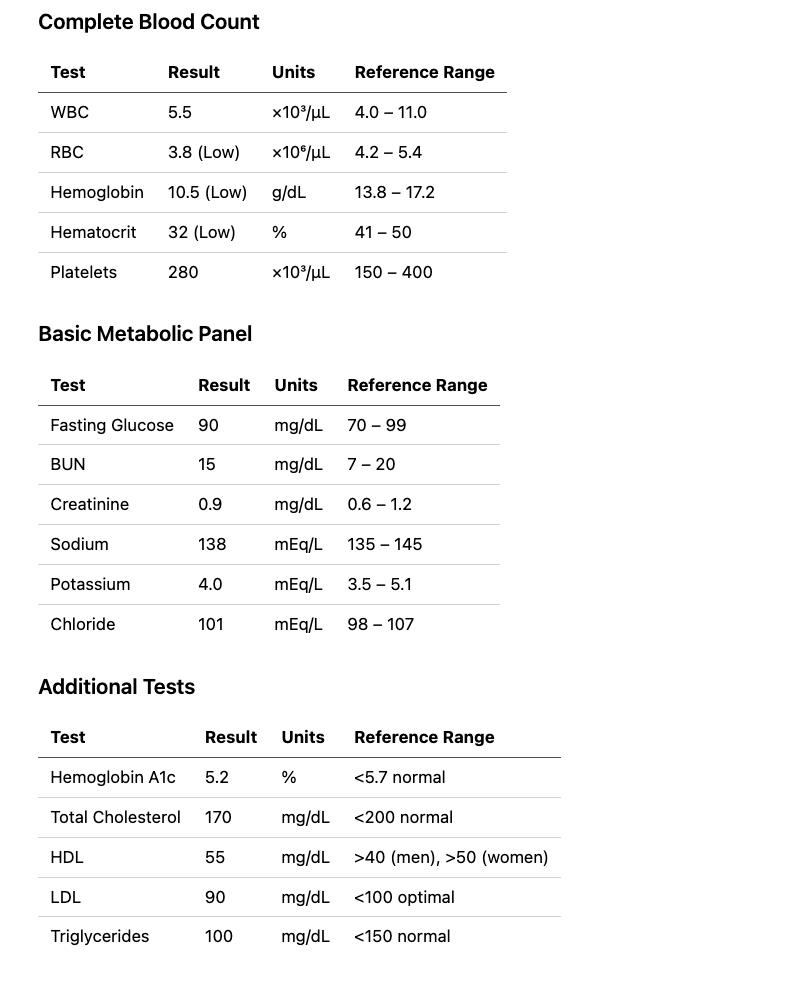 Complete Blood Count
Test Result Units Reference Range
WBC 5.5 ×10³/μL 4.0 – 11.0
RBC 3.8 (Low) ×10⁶/μL 4.2 – 5.4
Hemoglobin 10.5 (Low) g/dL 13.8 – 17.2
Hematocrit 32 (Low) % 41 – 50
Platelets 280 ×10³/μL 150 – 400
Basic Metabolic Panel
Test Result Units Reference Range
Fasting Glucose 90 mg/dL 70 – 99
BUN 15 mg/dL 7 – 20
Creatinine 0.9 mg/dL 0.6 – 1.2
Sodium 138 mEq/L 135 – 145
Potassium 4.0 mEq/L 3.5 – 5.1
Chloride 101 mEq/L 98 – 107
Additional Tests
Test Result Units Reference Range
Hemoglobin A1c 5.2 % <5.7 normal
Total Cholesterol 170 mg/dL <200 normal
HDL 55 mg/dL >40 (men), >50 (women)
LDL 90 mg/dL <100 optimal
Triglycerides 100 mg/dL <150 normal